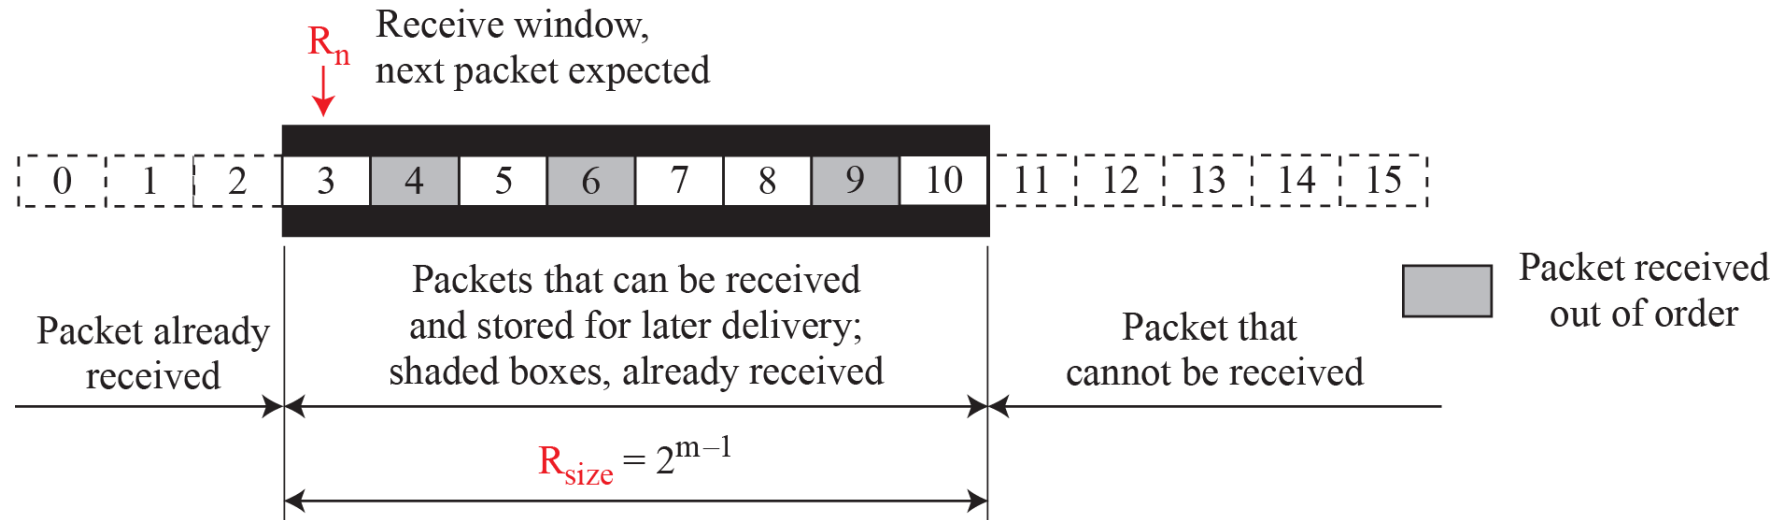 Rn
Receive window,
next packet expected
0 1 2 3 4 5 6 7 8 9 10 11 12 13 14 15
Packet already
received
Packets that can be received
and stored for later delivery;
shaded boxes, already received
Packet that
cannot be received
Packet received
out of order
Rsize = 2^m–1